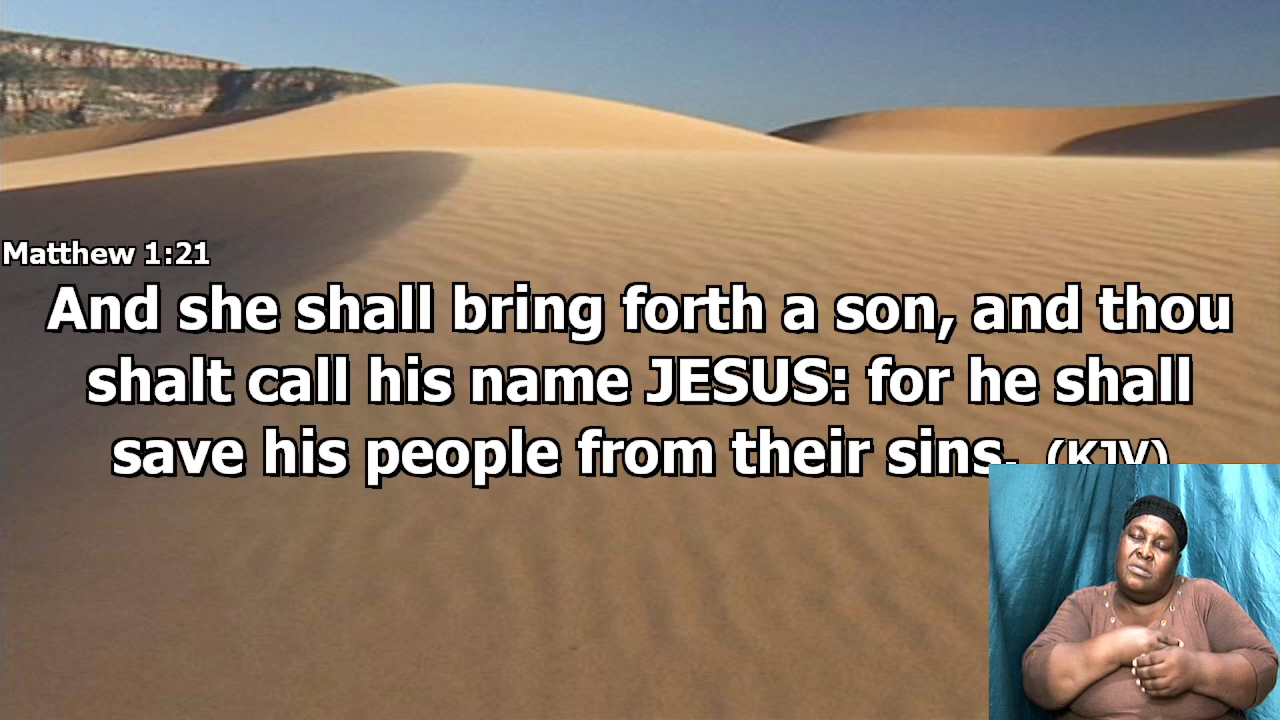 Matthew 1:21
And she shall bring forth a son, and thou
shalt call his name JESUS: for he shall
save his people from their sins. (KJV)